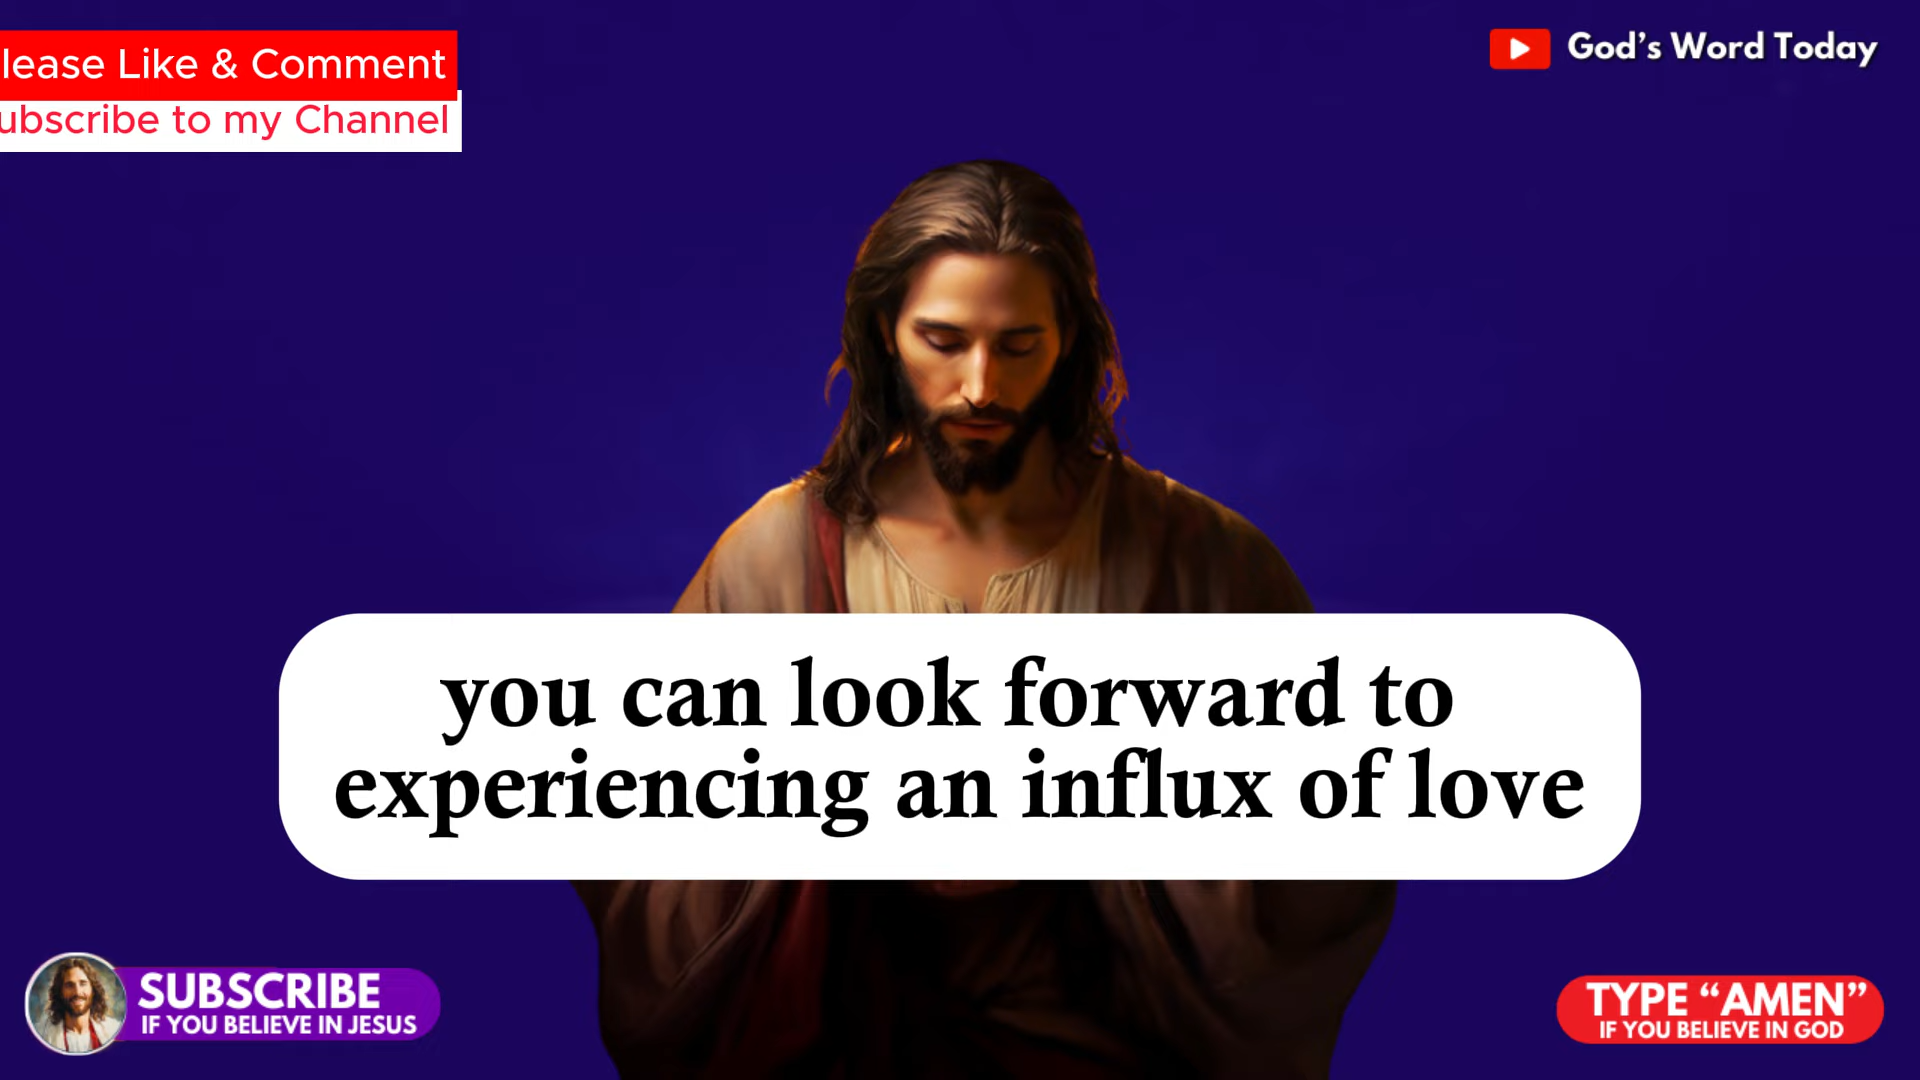 lease Like & Comment
ubscribe to my Channel
God's Word Today
you can look forward to
experiencing an influx of love
SUBSCRIBE
IF YOU BELIEVE IN JESUS
TYPE “AMEN”
IF YOU BELIEVE IN GOD